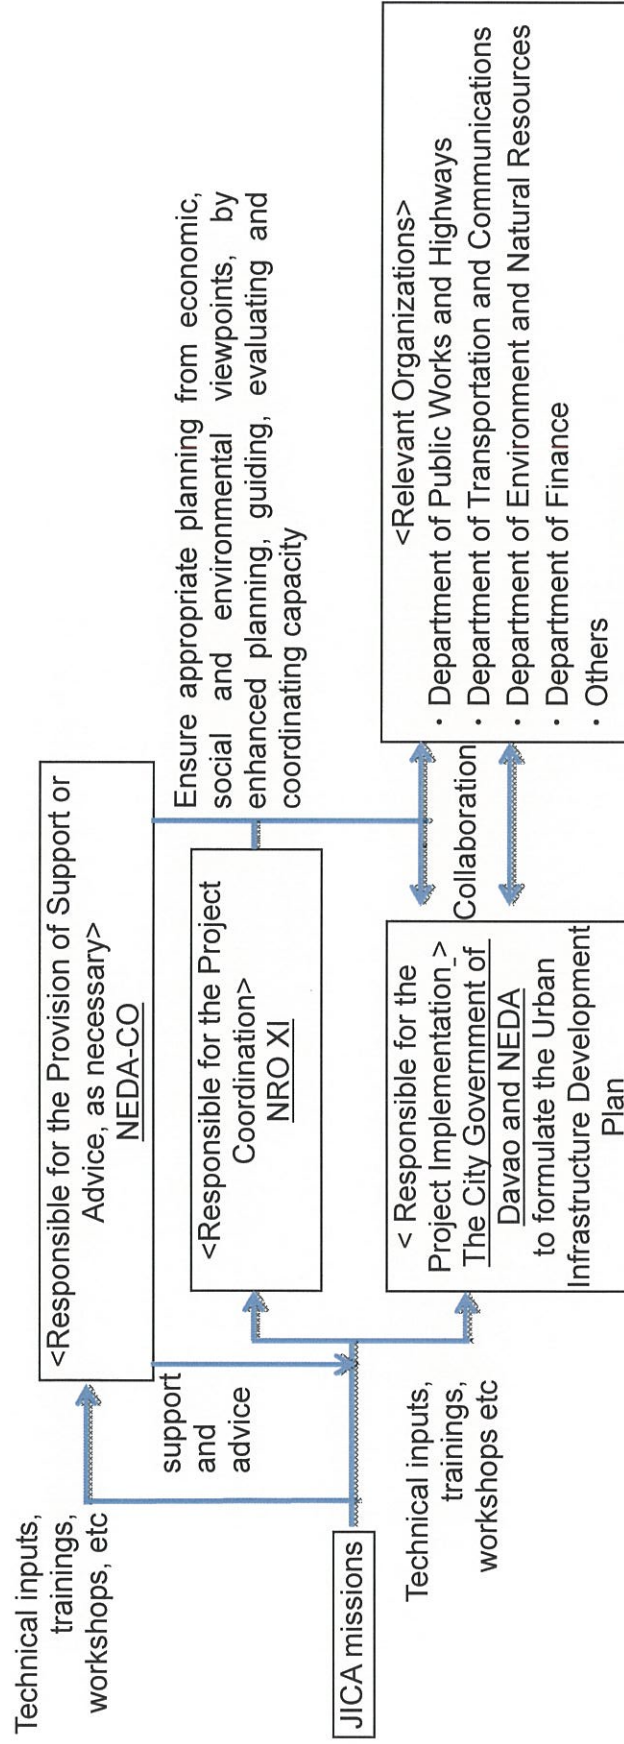 Technical inputs,
trainings,
workshops, etc
<Responsible for the Provision of Support or
Advice, as necessary>
NEDA-CO
support
and
advice
Ensure appropriate planning from economic,
social and environmental viewpoints, by
enhanced planning, guiding, evaluating and
coordinating capacity
<Responsible for the Project
Coordination>
NRO XI
JICA missions
Technical inputs,
trainings,
workshops etc
< Responsible for the
Project Implementation_>
The City Government of
Davao and NEDA
to formulate the Urban
Infrastructure Development
Plan
Collaboration
<Relevant Organizations>
・Department of Public Works and Highways
・Department of Transportation and Communications
・Department of Environment and Natural Resources
・Department of Finance
・Others